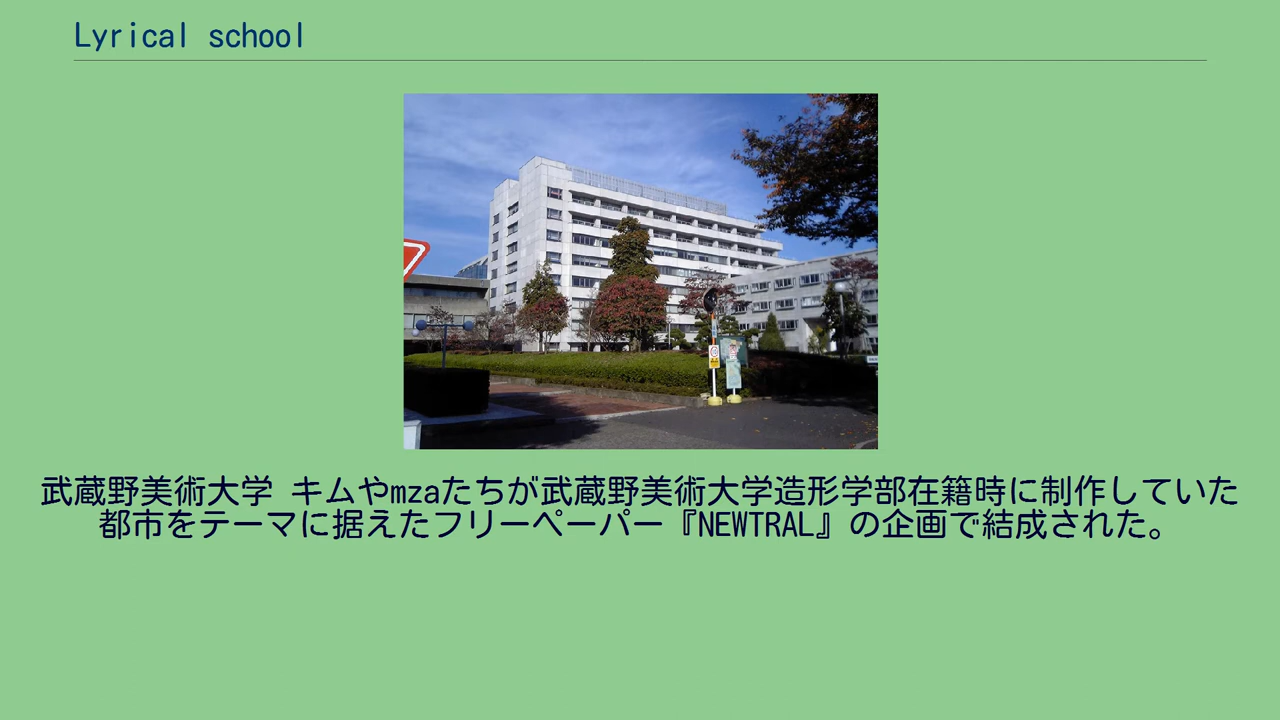 Lyrical school
武蔵野美術大学 キムやmzaたちが武蔵野美術大学造形学部在籍時に制作していた
都市をテーマに据えたフリーペーパー『NEWTRAL』の企画で結成された。